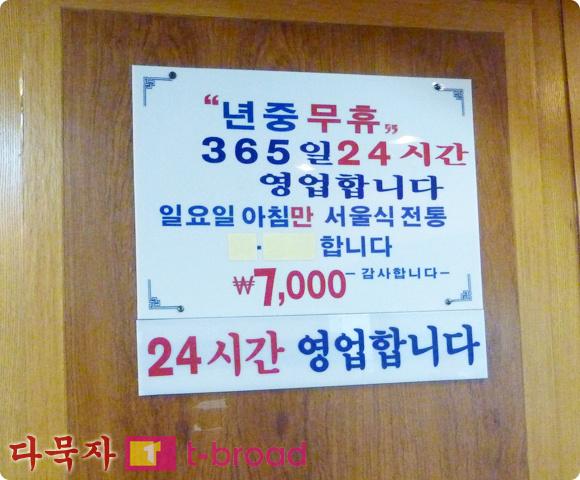 “년중무휴”
365일24시간
영업합니다
일요일 아침만 서울식 전통
· 합니다
₩7,000 －감사합니다－
24시간 영업합니다
다묵자 1 t-broad